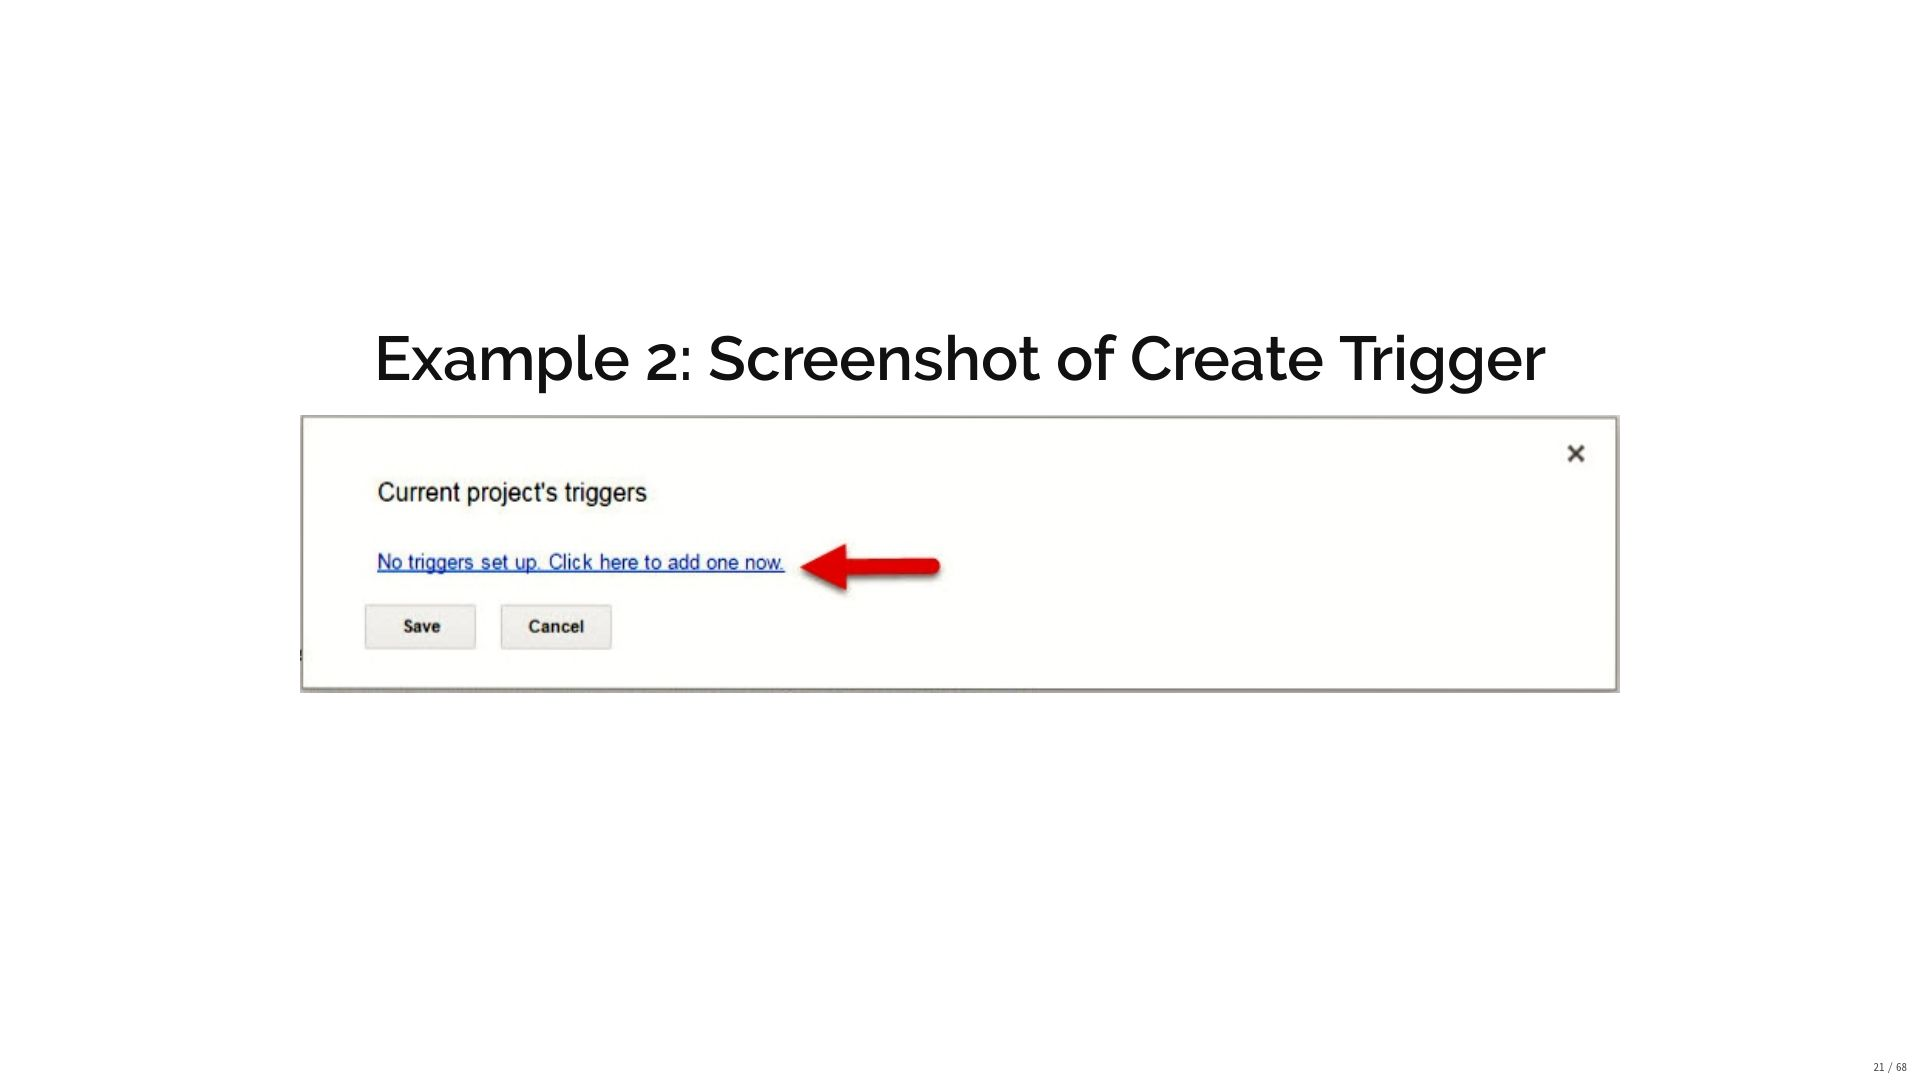 Example 2: Screenshot of Create Trigger
Current project's triggers
No triggers set up. Click here to add one now.
Save Cancel
21 / 68